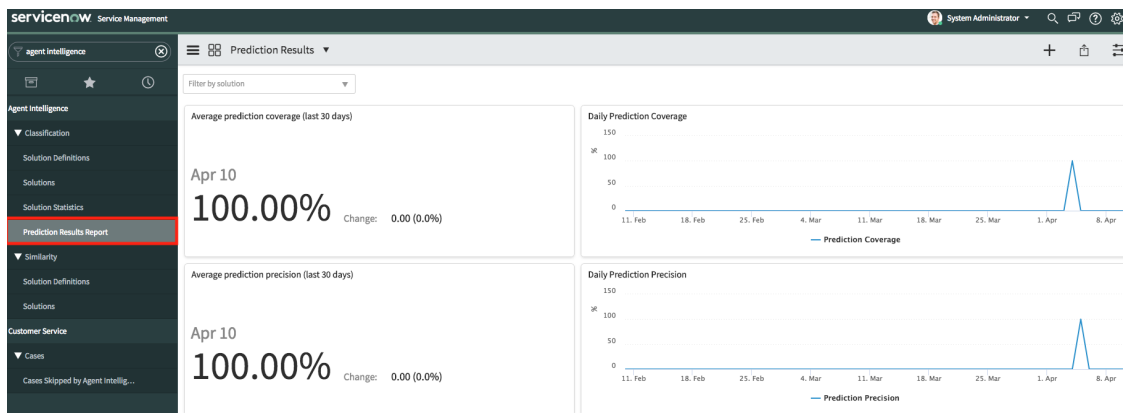 servicenow Service Management
System Administrator
agent intelligence
Prediction Results
Filter by solution
Agent Intelligence
Classification
Solution Definitions
Solutions
Solution Statistics
Prediction Results Report
Similarity
Solution Definitions
Solutions
Customer Service
Cases
Cases Skipped by Agent Intellig...
Average prediction coverage (last 30 days)
Apr 10
100.00% Change: 0.00 (0.0%)
Daily Prediction Coverage
150
100
50
0
%
11. Feb 18. Feb 25. Feb 4. Mar 11. Mar 18. Mar 25. Mar 1. Apr 8. Apr
Prediction Coverage
Average prediction precision (last 30 days)
Apr 10
100.00% Change: 0.00 (0.0%)
Daily Prediction Precision
150
100
50
0
%
11. Feb 18. Feb 25. Feb 4. Mar 11. Mar 18. Mar 25. Mar 1. Apr 8. Apr
Prediction Precision